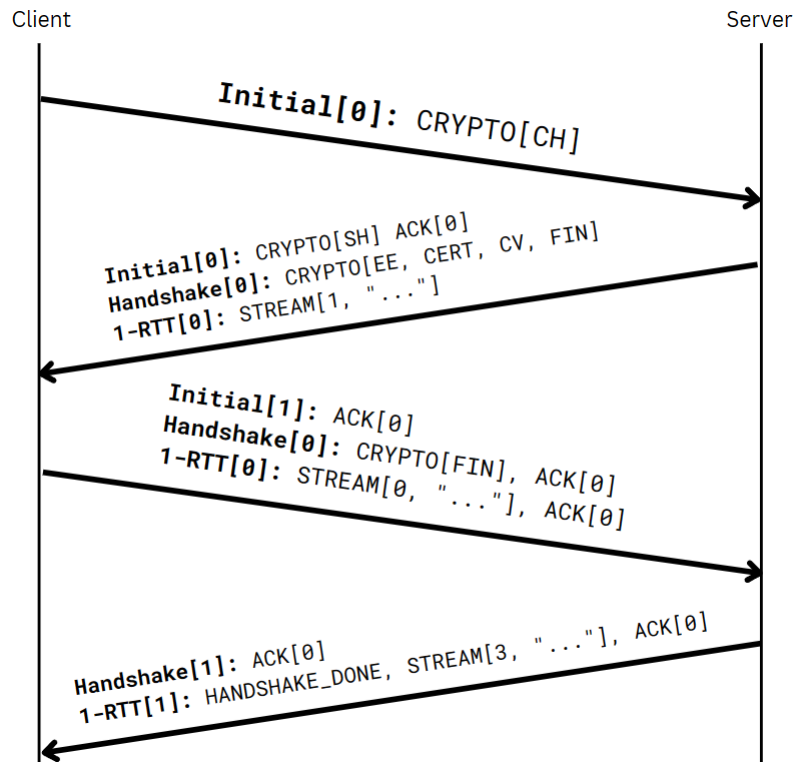 Client
Server
Initial[0]: CRYPTO[CH]
Initial[0]: CRYPTO[SH] ACK[0]
Handshake[0]: CRYPTO[EE, CERT, CV, FIN]
1-RTT[0]: STREAM[1, "..."]
Initial[1]: ACK[0]
Handshake[0]: CRYPTO[FIN], ACK[0]
1-RTT[0]: STREAM[0, "..."], ACK[0]
Handshake[1]: ACK[0]
1-RTT[1]: HANDSHAKE_DONE, STREAM[3, "..."], ACK[0]